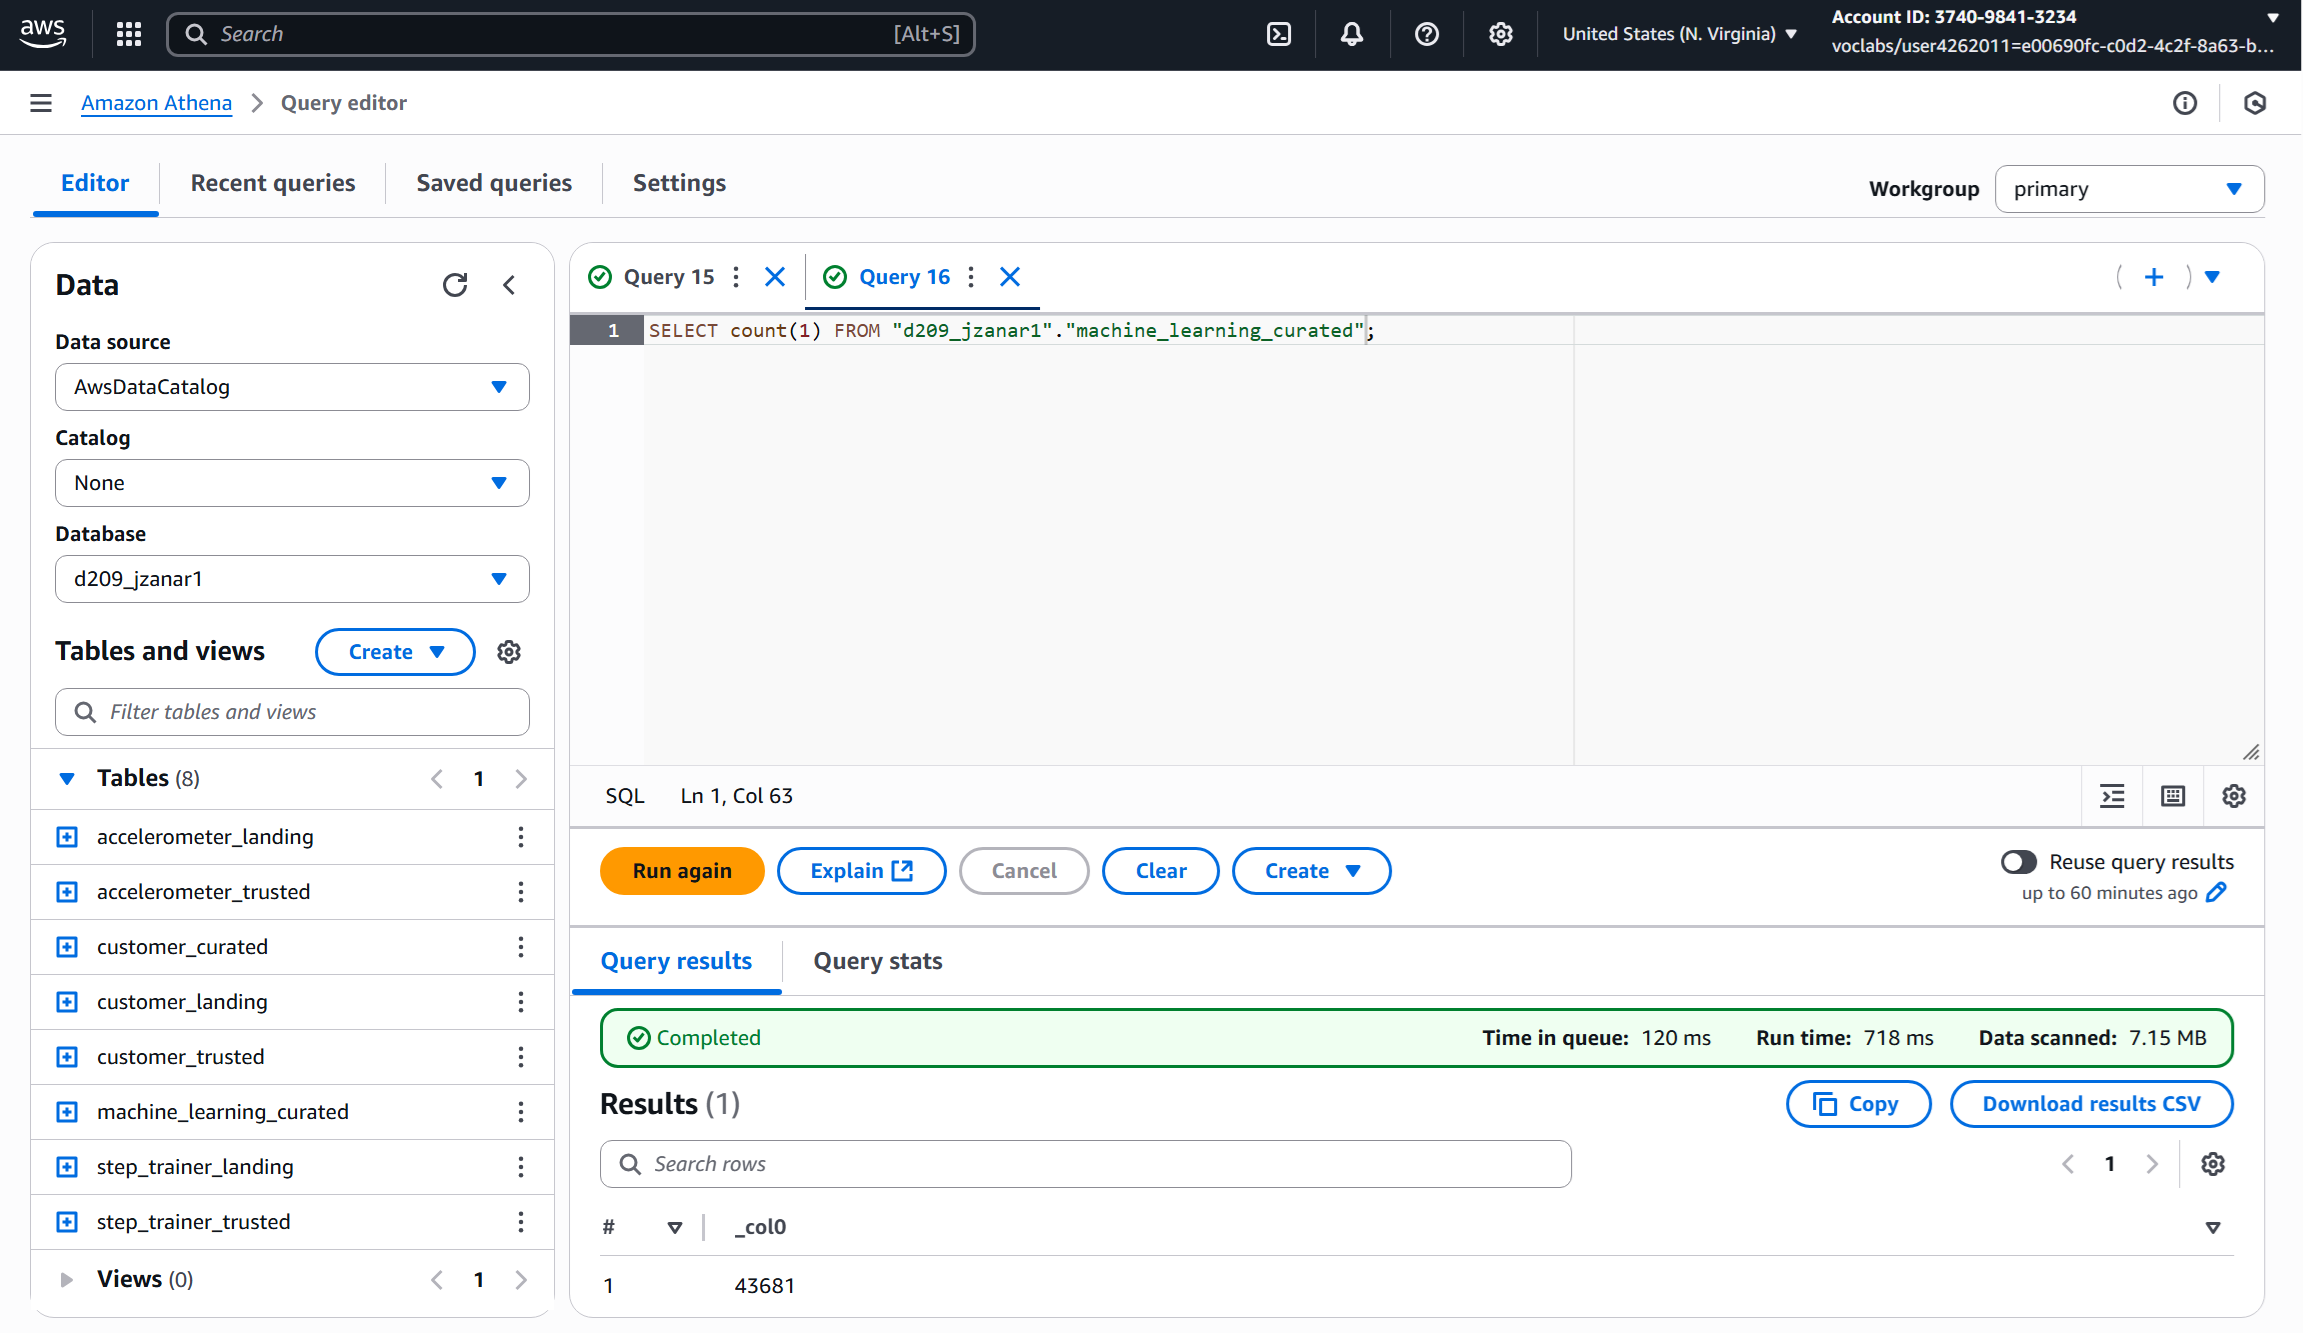 aws
Search
[Alt+S]
United States (N. Virginia)
Account ID: 3740-9841-3234
voclabs/user4262011=e00690fc-c0d2-4c2f-8a63-b...
Amazon Athena
Query editor
Editor
Recent queries
Saved queries
Settings
Workgroup
primary
Data
Data source
AwsDataCatalog
Catalog
None
Database
d209_jzanar1
Tables and views
Create
Filter tables and views
Tables (8)
1
accelerometer_landing
accelerometer_trusted
customer_curated
customer_landing
customer_trusted
machine_learning_curated
step_trainer_landing
step_trainer_trusted
Views (0)
1
Query 15
Query 16
1 SELECT count(1) FROM "d209_jzanar1"."machine_learning_curated";
SQL
Ln 1, Col 63
Run again
Explain
Cancel
Clear
Create
Reuse query results
up to 60 minutes ago
Query results
Query stats
Completed
Time in queue: 120 ms
Run time: 718 ms
Data scanned: 7.15 MB
Results (1)
Copy
Download results CSV
Search rows
1
# _col0
1 43681